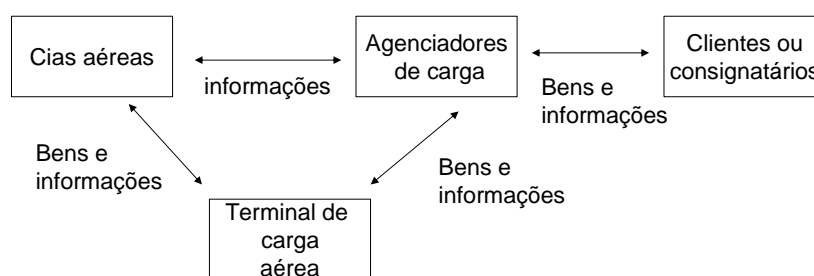 Cias aéreas
informações
Agenciadores
de carga
Bens e
informações
Clientes ou
consignatários
Bens e
informações
Bens e
informações
Terminal de
carga
aérea